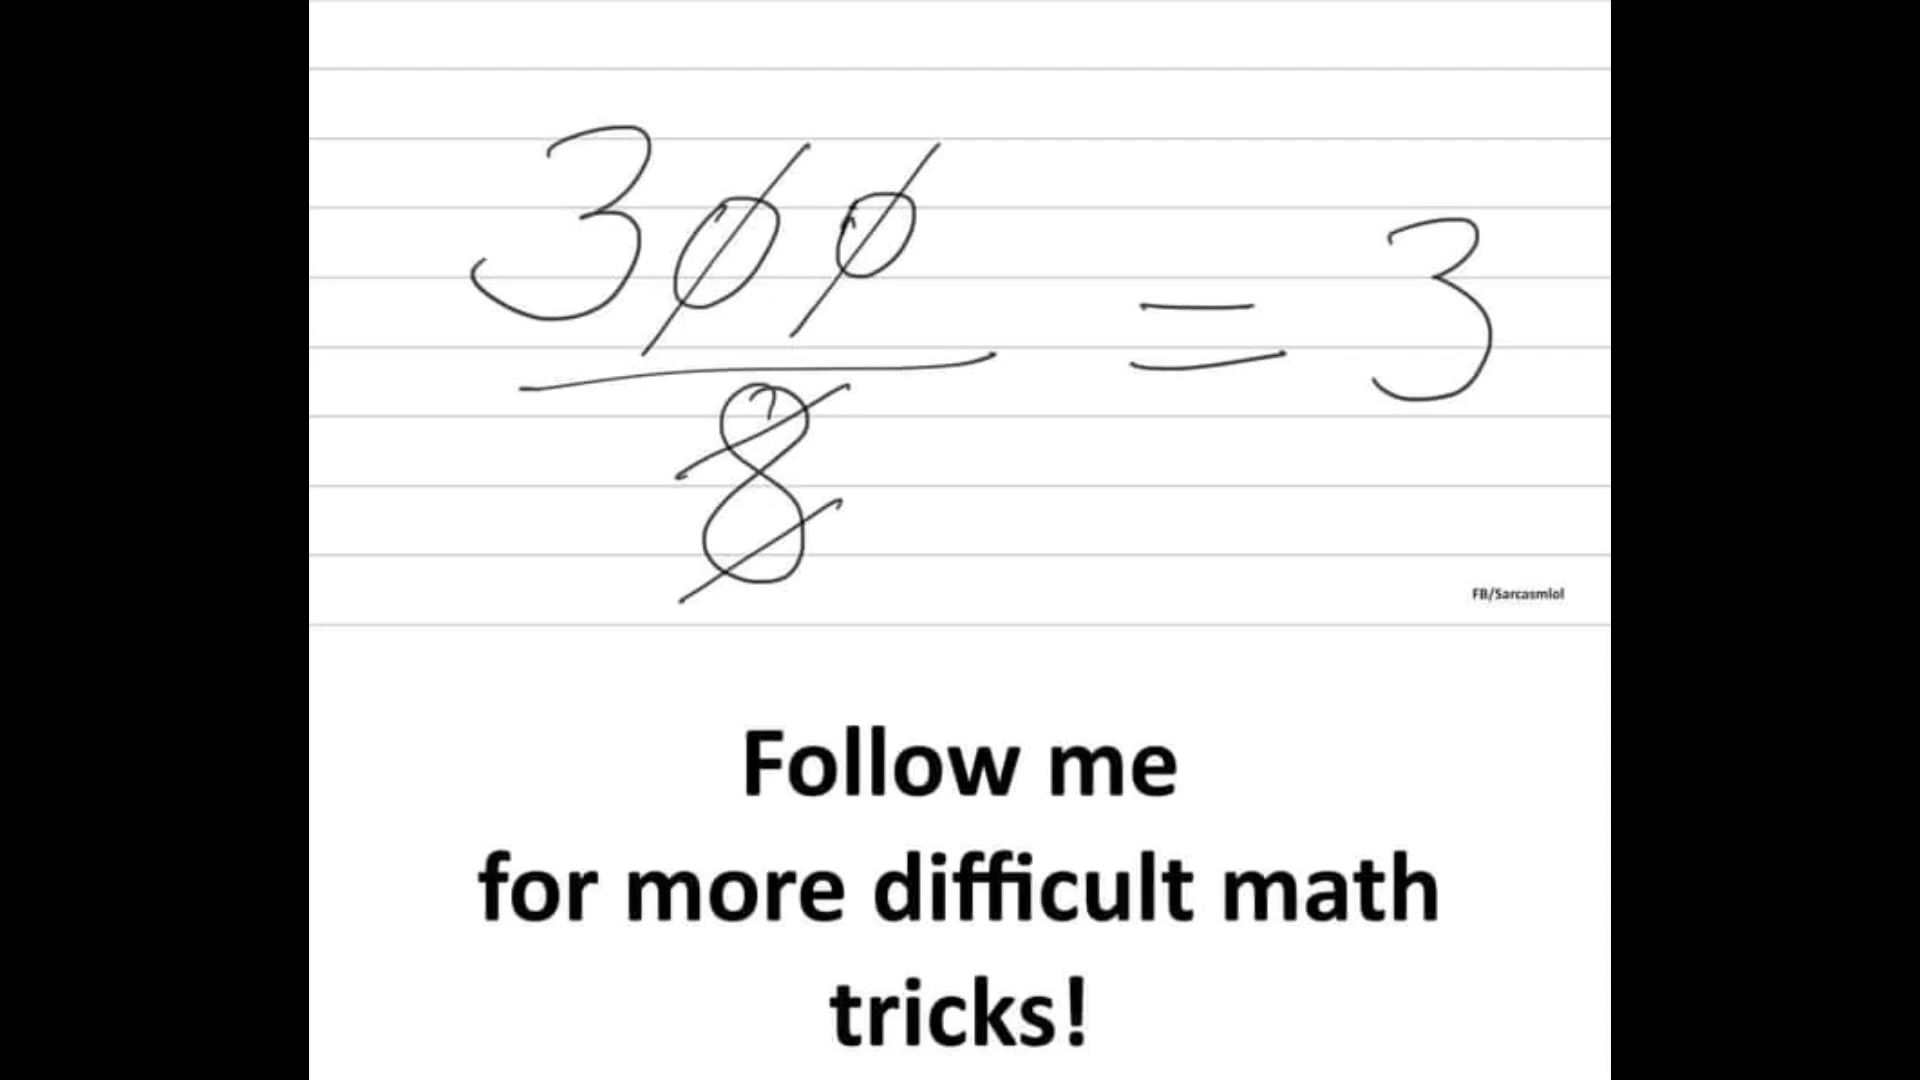 300
8
= 3
FB/Sarcasmlol
Follow me
for more difficult math
tricks!